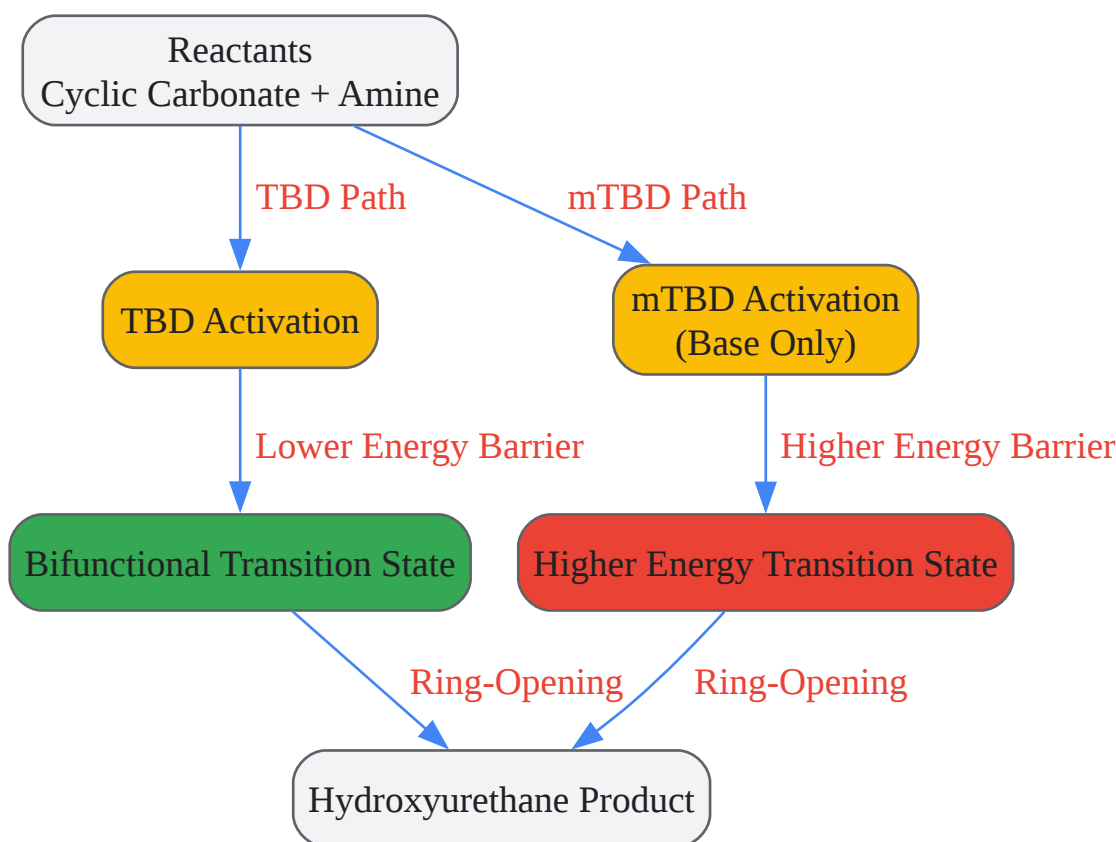 Reactants
Cyclic Carbonate + Amine
TBD Path
mTBD Path
TBD Activation
mTBD Activation
(Base Only)
Lower Energy Barrier
Higher Energy Barrier
Bifunctional Transition State
Higher Energy Transition State
Ring-Opening
Ring-Opening
Hydroxyurethane Product